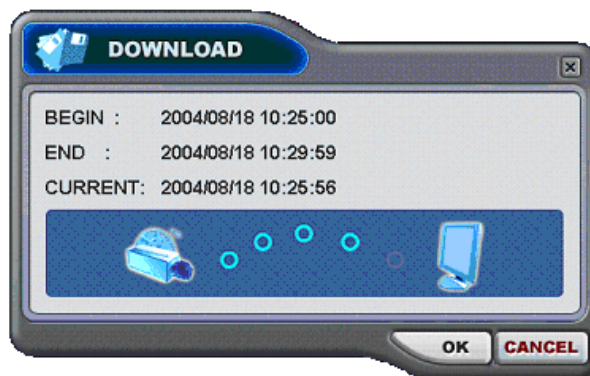 DOWNLOAD
BEGIN : 2004/08/18 10:25:00
END : 2004/08/18 10:29:59
CURRENT: 2004/08/18 10:25:56
OK CANCEL